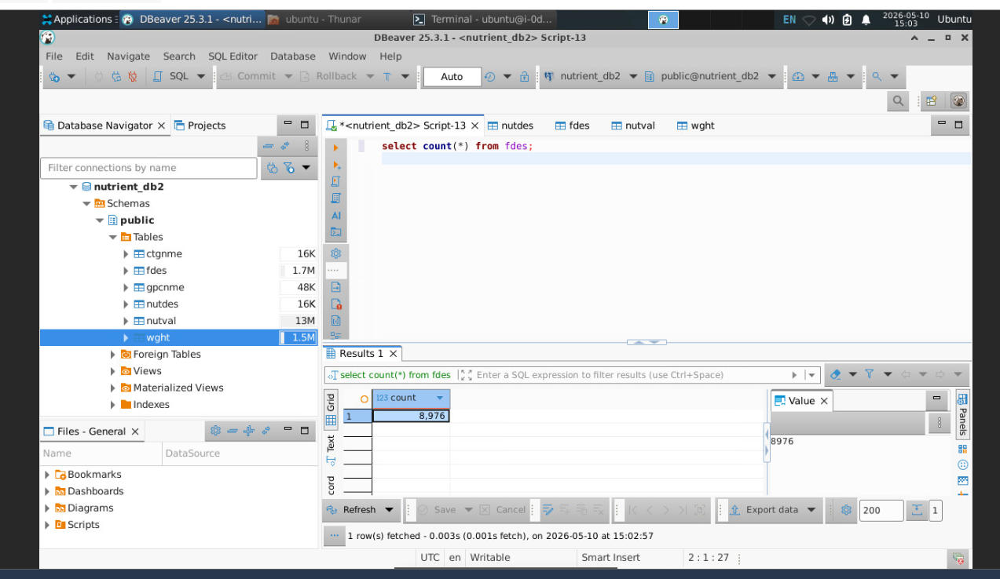 Applications
DBeaver 25.3.1 - <nutri...
ubuntu - Thunar
Terminal - ubuntu@i-0d...
EN
2026-05-10
15:03
Ubuntu
DBeaver 25.3.1 - <nutrient_db2> Script-13
File Edit Navigate Search SQL Editor Database Window Help
SQL Commit Rollback Auto nutrient_db2 public@nutrient_db2
Database Navigator
Projects
Filter connections by name
nutrient_db2
Schemas
public
Tables
ctgnme 16K
fdes 1.7M
gpcnme 48K
nutdes 16K
nutval 13M
wght 1.5M
Foreign Tables
Views
Materialized Views
Indexes
Files - General
Name DataSource
Bookmarks
Dashboards
Diagrams
Scripts
*<nutrient_db2> Script-13 nutdes fdes nutval wght
select count(*) from fdes;
AI
Results 1
select count(*) from fdes Enter a SQL expression to filter results (use Ctrl+Space)
Grid
Text
cord
123 count
1 8,976
Value
8976
Panels
Refresh Save Cancel Export data 200 1
1 row(s) fetched - 0.003s (0.001s fetch), on 2026-05-10 at 15:02:57
UTC en Writable Smart Insert 2 : 1 : 27